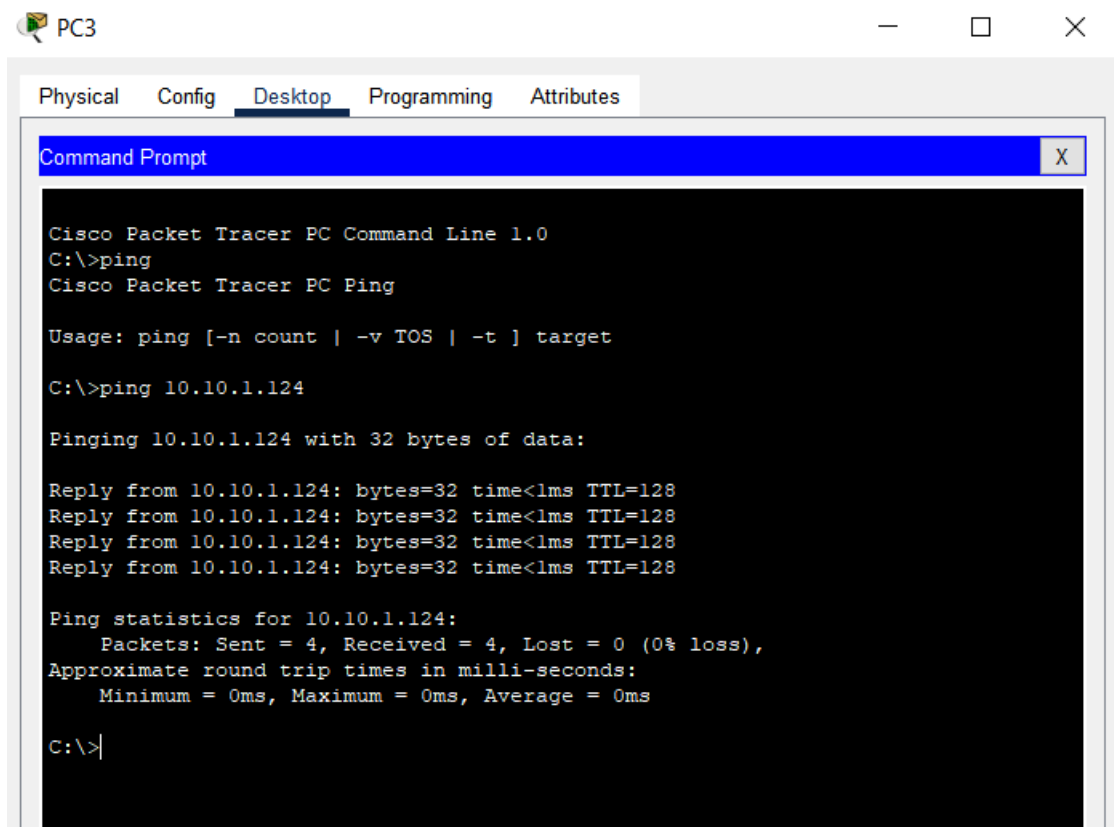 PC3
Physical Config Desktop Programming Attributes
Command Prompt X
Cisco Packet Tracer PC Command Line 1.0
C:\>ping
Cisco Packet Tracer PC Ping
Usage: ping [-n count | -v TOS | -t ] target
C:\>ping 10.10.1.124
Pinging 10.10.1.124 with 32 bytes of data:
Reply from 10.10.1.124: bytes=32 time<1ms TTL=128
Reply from 10.10.1.124: bytes=32 time<1ms TTL=128
Reply from 10.10.1.124: bytes=32 time<1ms TTL=128
Reply from 10.10.1.124: bytes=32 time<1ms TTL=128
Ping statistics for 10.10.1.124:
    Packets: Sent = 4, Received = 4, Lost = 0 (0% loss),
Approximate round trip times in milli-seconds:
    Minimum = 0ms, Maximum = 0ms, Average = 0ms
C:\>